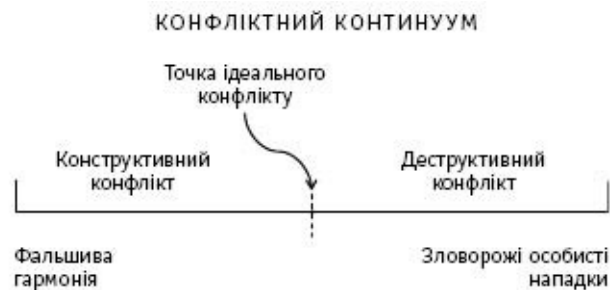 КОНФЛІКТНИЙ КОНТИНУУМ
Точка ідеального
конфлікту
Конструктивний
конфлікт
Деструктивний
конфлікт
Фальшива
гармонія
Зловорожі особисті
нападки